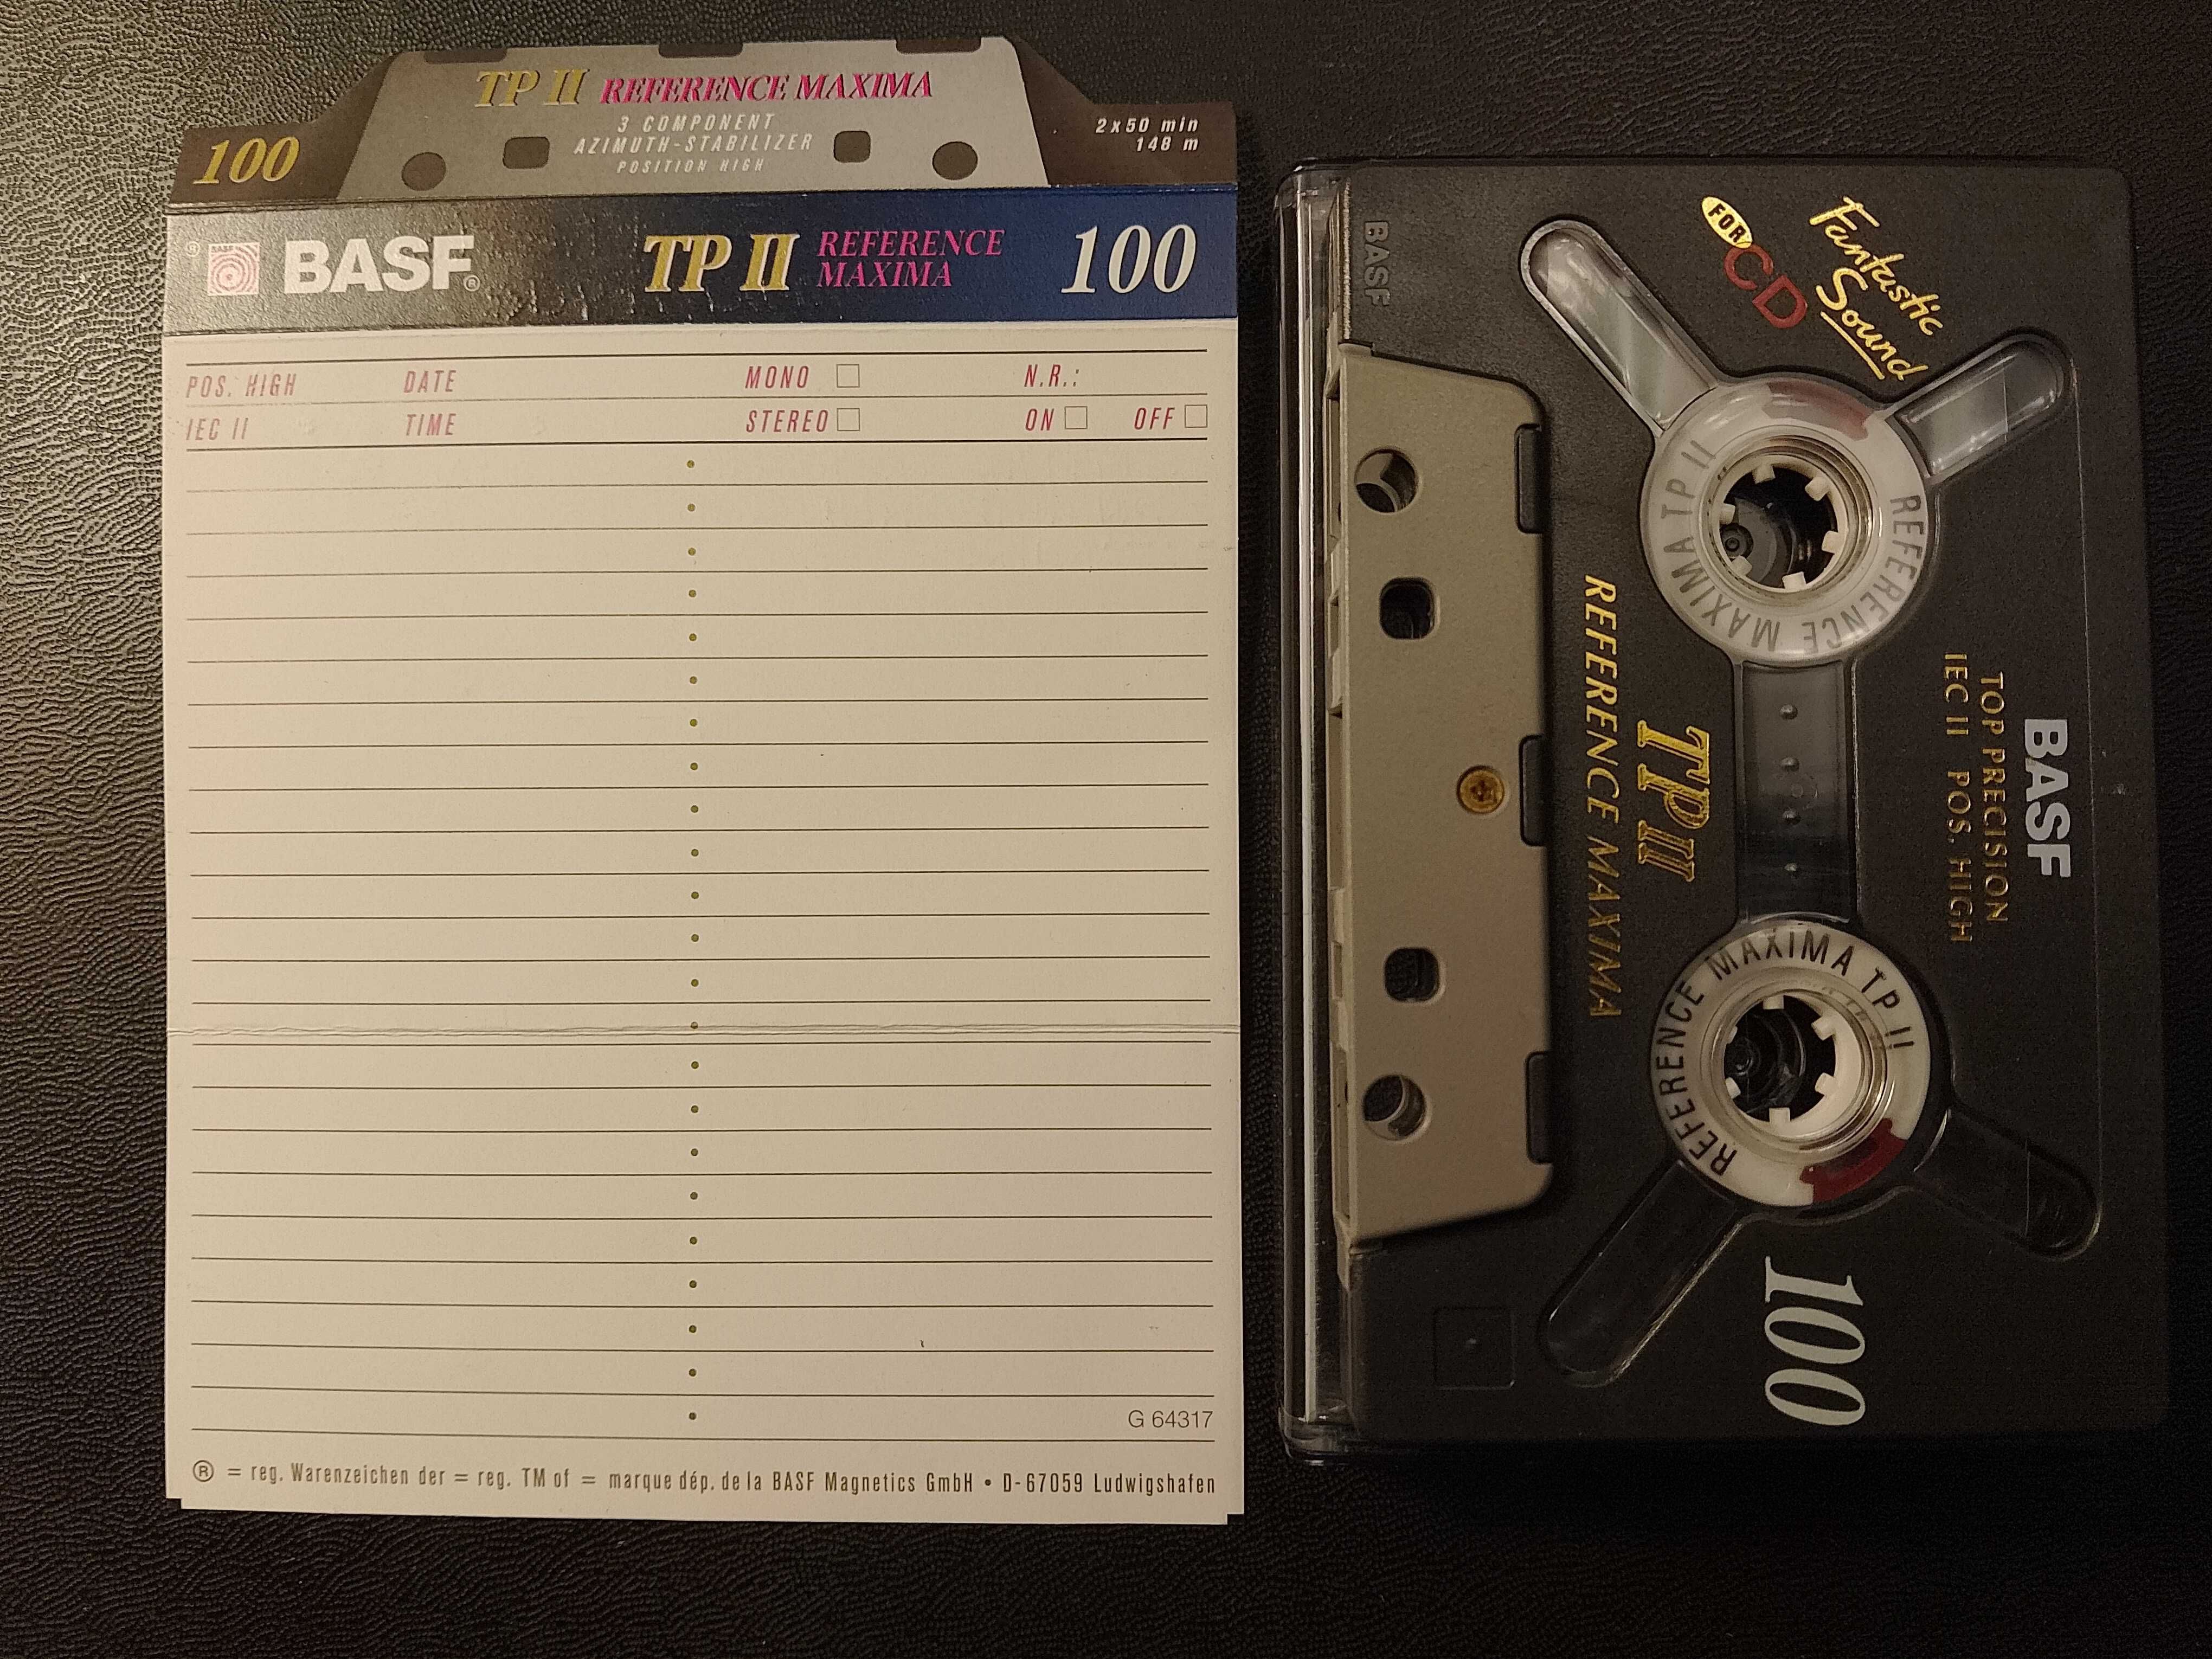 TP II REFERENCE MAXIMA
3 COMPONENT
AZIMUTH-STABILIZER
POSITION HIGH
100
2x50 min
148 m
® BASF BASF® TP II REFERENCE MAXIMA 100
POS. HIGH DATE MONO N.R.:
IEC II TIME STEREO ON OFF
G 64317
® = reg. Warenzeichen der = reg. TM of = marque dép. de la BASF Magnetics GmbH • D-67059 Ludwigshafen
BASF
TOP PRECISION
IEC II POS. HIGH
Fantastic
Sound
FOR
CD
REFERENCE MAXIMA TP II
REFERENCE MAXIMA TP II
100
TP II
REFERENCE MAXIMA
BASF